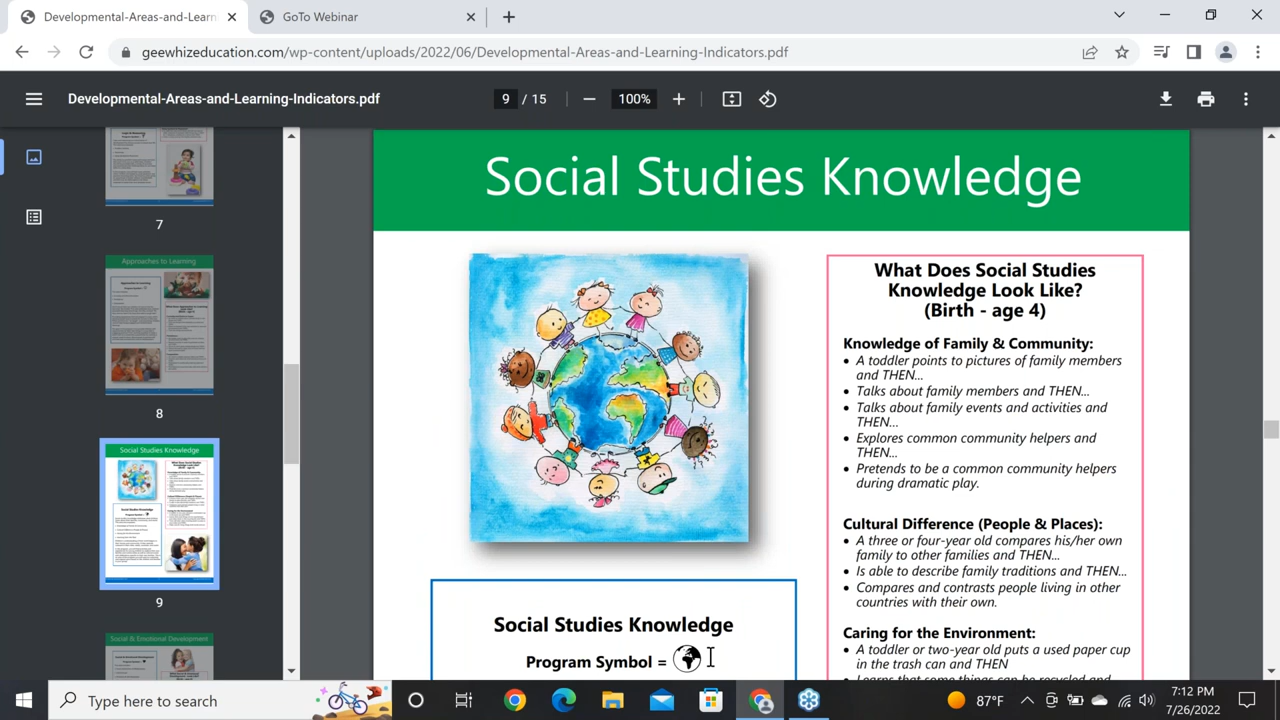 Developmental-Areas-and-Learn
GoTo Webinar
geewhizeducation.com/wp-content/uploads/2022/06/Developmental-Areas-and-Learning-Indicators.pdf
Developmental-Areas-and-Learning-Indicators.pdf
9 / 15
100%
7
Approaches to Learning
8
Social Studies Knowledge
9
Social & Emotional Development
Social Studies Knowledge
What Does Social Studies
Knowledge Look Like?
(Birth - age 4)
Knowledge of Family & Community:
• A toddler points to pictures of family members
and THEN...
• Talks about family members and THEN...
• Talks about family events and activities and
THEN...
• Explores common community helpers and
THEN...
• Pretends to be a common community helpers
during dramatic play.
Cultural Difference (People & Places):
• A three or four-year old compares his/her own
family to other families and THEN...
• Is able to describe family traditions and THEN...
• Compares and contrasts people living in other
countries with their own.
Caring for the Environment:
• A toddler or two-year old puts a used paper cup
in the trash can and THEN
• Learns that some things can be recycled and
Social Studies Knowledge
Program Symbol =
Type here to search
87°F
7:12 PM
7/26/2022